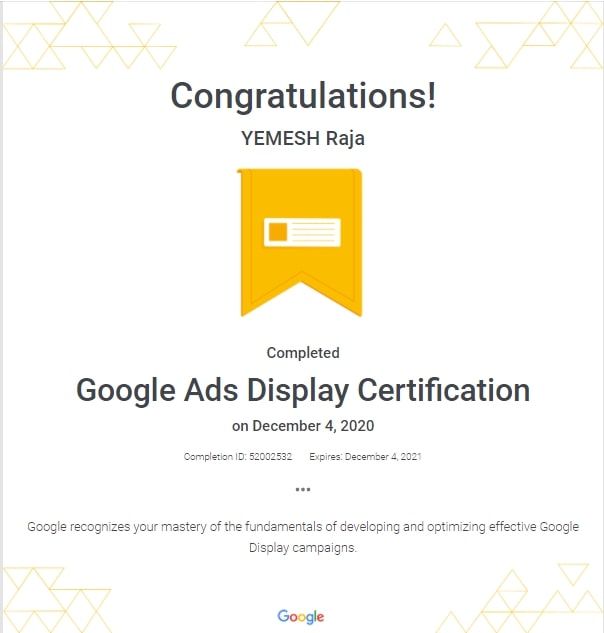 Congratulations!
YEMESH Raja
Completed
Google Ads Display Certification
on December 4, 2020
Completion ID: 52002532 Expires: December 4, 2021
•••
Google recognizes your mastery of the fundamentals of developing and optimizing effective Google
Display campaigns.
Google